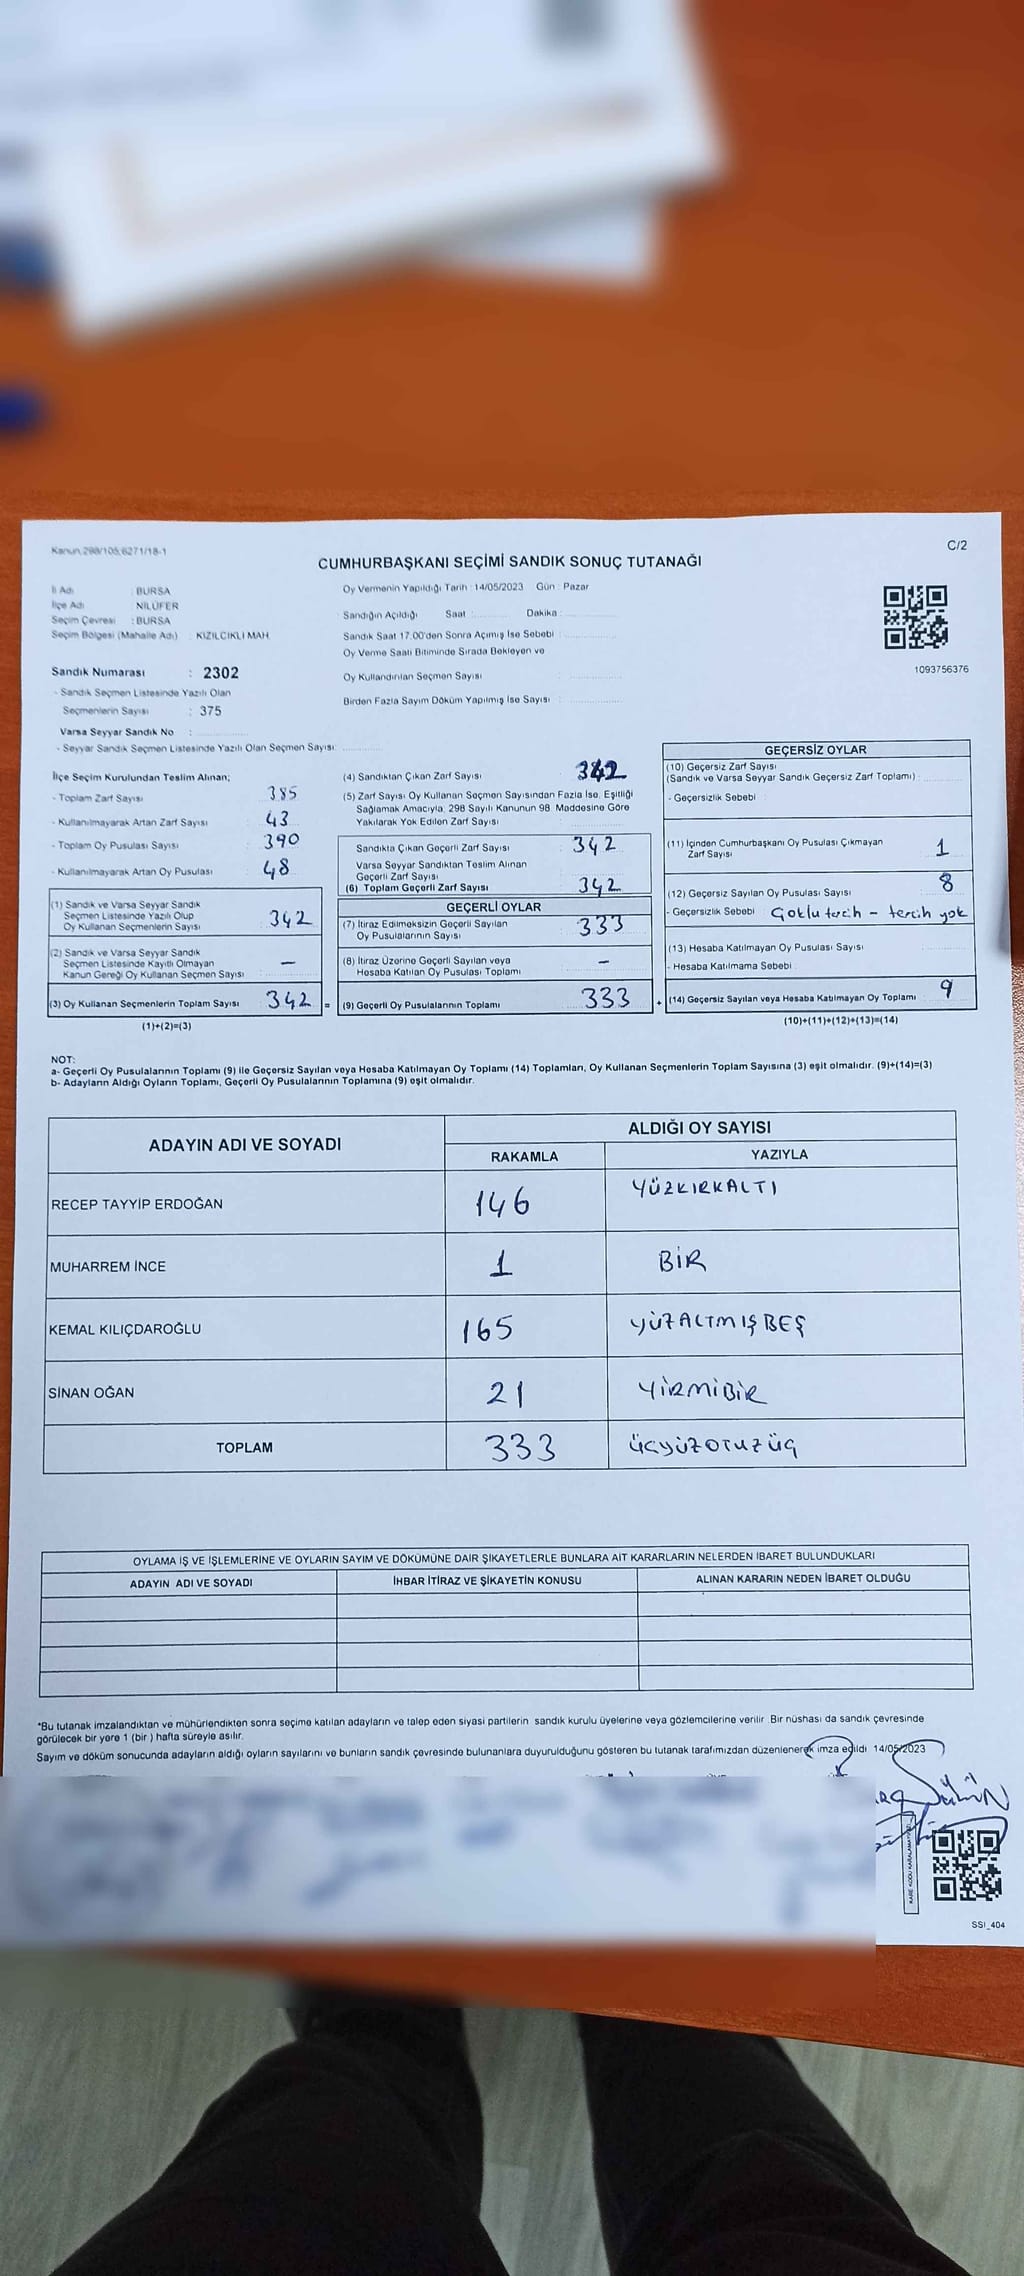 Kanun,298/105,6271/18-1
C/2
CUMHURBAŞKANI SEÇİMİ SANDIK SONUÇ TUTANAĞI
İl Adı : BURSA
İlçe Adı : NİLÜFER
Seçim Çevresi : BURSA
Seçim Bölgesi (Mahalle Adı) : KIZILCIKLI MAH.
Sandık Numarası : 2302
- Sandık Seçmen Listesinde Yazılı Olan
Seçmenlerin Sayısı : 375
Varsa Seyyar Sandık No :
- Seyyar Sandık Seçmen Listesinde Yazılı Olan Seçmen Sayısı:
Oy Vermenin Yapıldığı Tarih : 14/05/2023 Gün : Pazar
Sandığın Açıldığı Saat : Dakika :
Sandık Saat 17.00'den Sonra Açılmış İse Sebebi :
Oy Verme Saati Bitiminde Sırada Bekleyen ve
Oy Kullandırılan Seçmen Sayısı :
Birden Fazla Sayım Döküm Yapılmış İse Sayısı :
1093756376
İlçe Seçim Kurulundan Teslim Alınan;
- Toplam Zarf Sayısı : 385
- Kullanılmayarak Artan Zarf Sayısı : 43
- Toplam Oy Pusulası Sayısı : 390
- Kullanılmayarak Artan Oy Pusulası : 48
(1) Sandık ve Varsa Seyyar Sandık
Seçmen Listesinde Yazılı Olup
Oy Kullanan Seçmenlerin Sayısı : 342
(2) Sandık ve Varsa Seyyar Sandık
Seçmen Listesinde Kayıtlı Olmayan
Kanun Gereği Oy Kullanan Seçmen Sayısı : –
(3) Oy Kullanan Seçmenlerin Toplam Sayısı : 342 =
(1)+(2)=(3)
(4) Sandıktan Çıkan Zarf Sayısı : 342
(5) Zarf Sayısı Oy Kullanan Seçmen Sayısından Fazla İse, Eşitliği
Sağlamak Amacıyla, 298 Sayılı Kanunun 98. Maddesine Göre
Yakılarak Yok Edilen Zarf Sayısı :
Sandıkta Çıkan Geçerli Zarf Sayısı : 342
Varsa Seyyar Sandıktan Teslim Alınan
Geçerli Zarf Sayısı :
(6) Toplam Geçerli Zarf Sayısı : 342
GEÇERLİ OYLAR
(7) İtiraz Edilmeksizin Geçerli Sayılan
Oy Pusulalarının Sayısı : 333
(8) İtiraz Üzerine Geçerli Sayılan veya
Hesaba Katılan Oy Pusulası Toplamı : –
(9) Geçerli Oy Pusulalarının Toplamı : 333 +
GEÇERSİZ OYLAR
(10) Geçersiz Zarf Sayısı
(Sandık ve Varsa Seyyar Sandık Geçersiz Zarf Toplamı) :
- Geçersizlik Sebebi :
(11) İçinden Cumhurbaşkanı Oy Pusulası Çıkmayan
Zarf Sayısı : 1
(12) Geçersiz Sayılan Oy Pusulası Sayısı : 8
- Geçersizlik Sebebi : Çoklu tercih - tercih yok
(13) Hesaba Katılmayan Oy Pusulası Sayısı :
- Hesaba Katılmama Sebebi :
(14) Geçersiz Sayılan veya Hesaba Katılmayan Oy Toplamı : 9
(10)+(11)+(12)+(13)=(14)
NOT:
a- Geçerli Oy Pusulalarının Toplamı (9) ile Geçersiz Sayılan veya Hesaba Katılmayan Oy Toplamı (14) Toplamları, Oy Kullanan Seçmenlerin Toplam Sayısına (3) eşit olmalıdır. (9)+(14)=(3)
b- Adayların Aldığı Oyların Toplamı, Geçerli Oy Pusulalarının Toplamına (9) eşit olmalıdır.
ADAYIN ADI VE SOYADI
ALDIĞI OY SAYISI
RAKAMLA YAZIYLA
RECEP TAYYİP ERDOĞAN 146 YÜZKIRKALTI
MUHARREM İNCE 1 BİR
KEMAL KILIÇDAROĞLU 165 YÜZALTMIŞBEŞ
SİNAN OĞAN 21 YİRMİBİR
TOPLAM 333 ÜÇYÜZOTUZÜÇ
OYLAMA İŞ VE İŞLEMLERİNE VE OYLARIN SAYIM VE DÖKÜMÜNE DAİR ŞİKAYETLERLE BUNLARA AİT KARARLARIN NELERDEN İBARET BULUNDUKLARI
ADAYIN ADI VE SOYADI İHBAR İTİRAZ VE ŞİKAYETİN KONUSU ALINAN KARARIN NEDEN İBARET OLDUĞU
*Bu tutanak imzalandıktan ve mühürlendikten sonra seçime katılan adayların ve talep eden siyasi partilerin sandık kurulu üyelerine veya gözlemcilerine verilir. Bir nüshası da sandık çevresinde
görülecek bir yere 1 (bir ) hafta süreyle asılır.
Sayım ve döküm sonucunda adayların aldığı oyların sayılarını ve bunların sandık çevresinde bulunanlara duyurulduğunu gösteren bu tutanak tarafımızdan düzenlenerek imza edildi. 14/05/2023
SSI_404